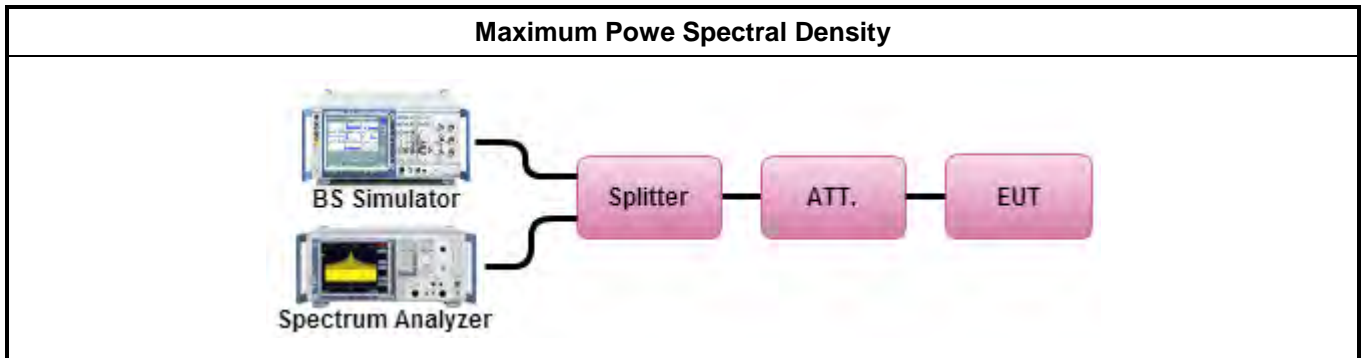 Maximum Powe Spectral Density
BS Simulator
Splitter
ATT.
EUT
Spectrum Analyzer